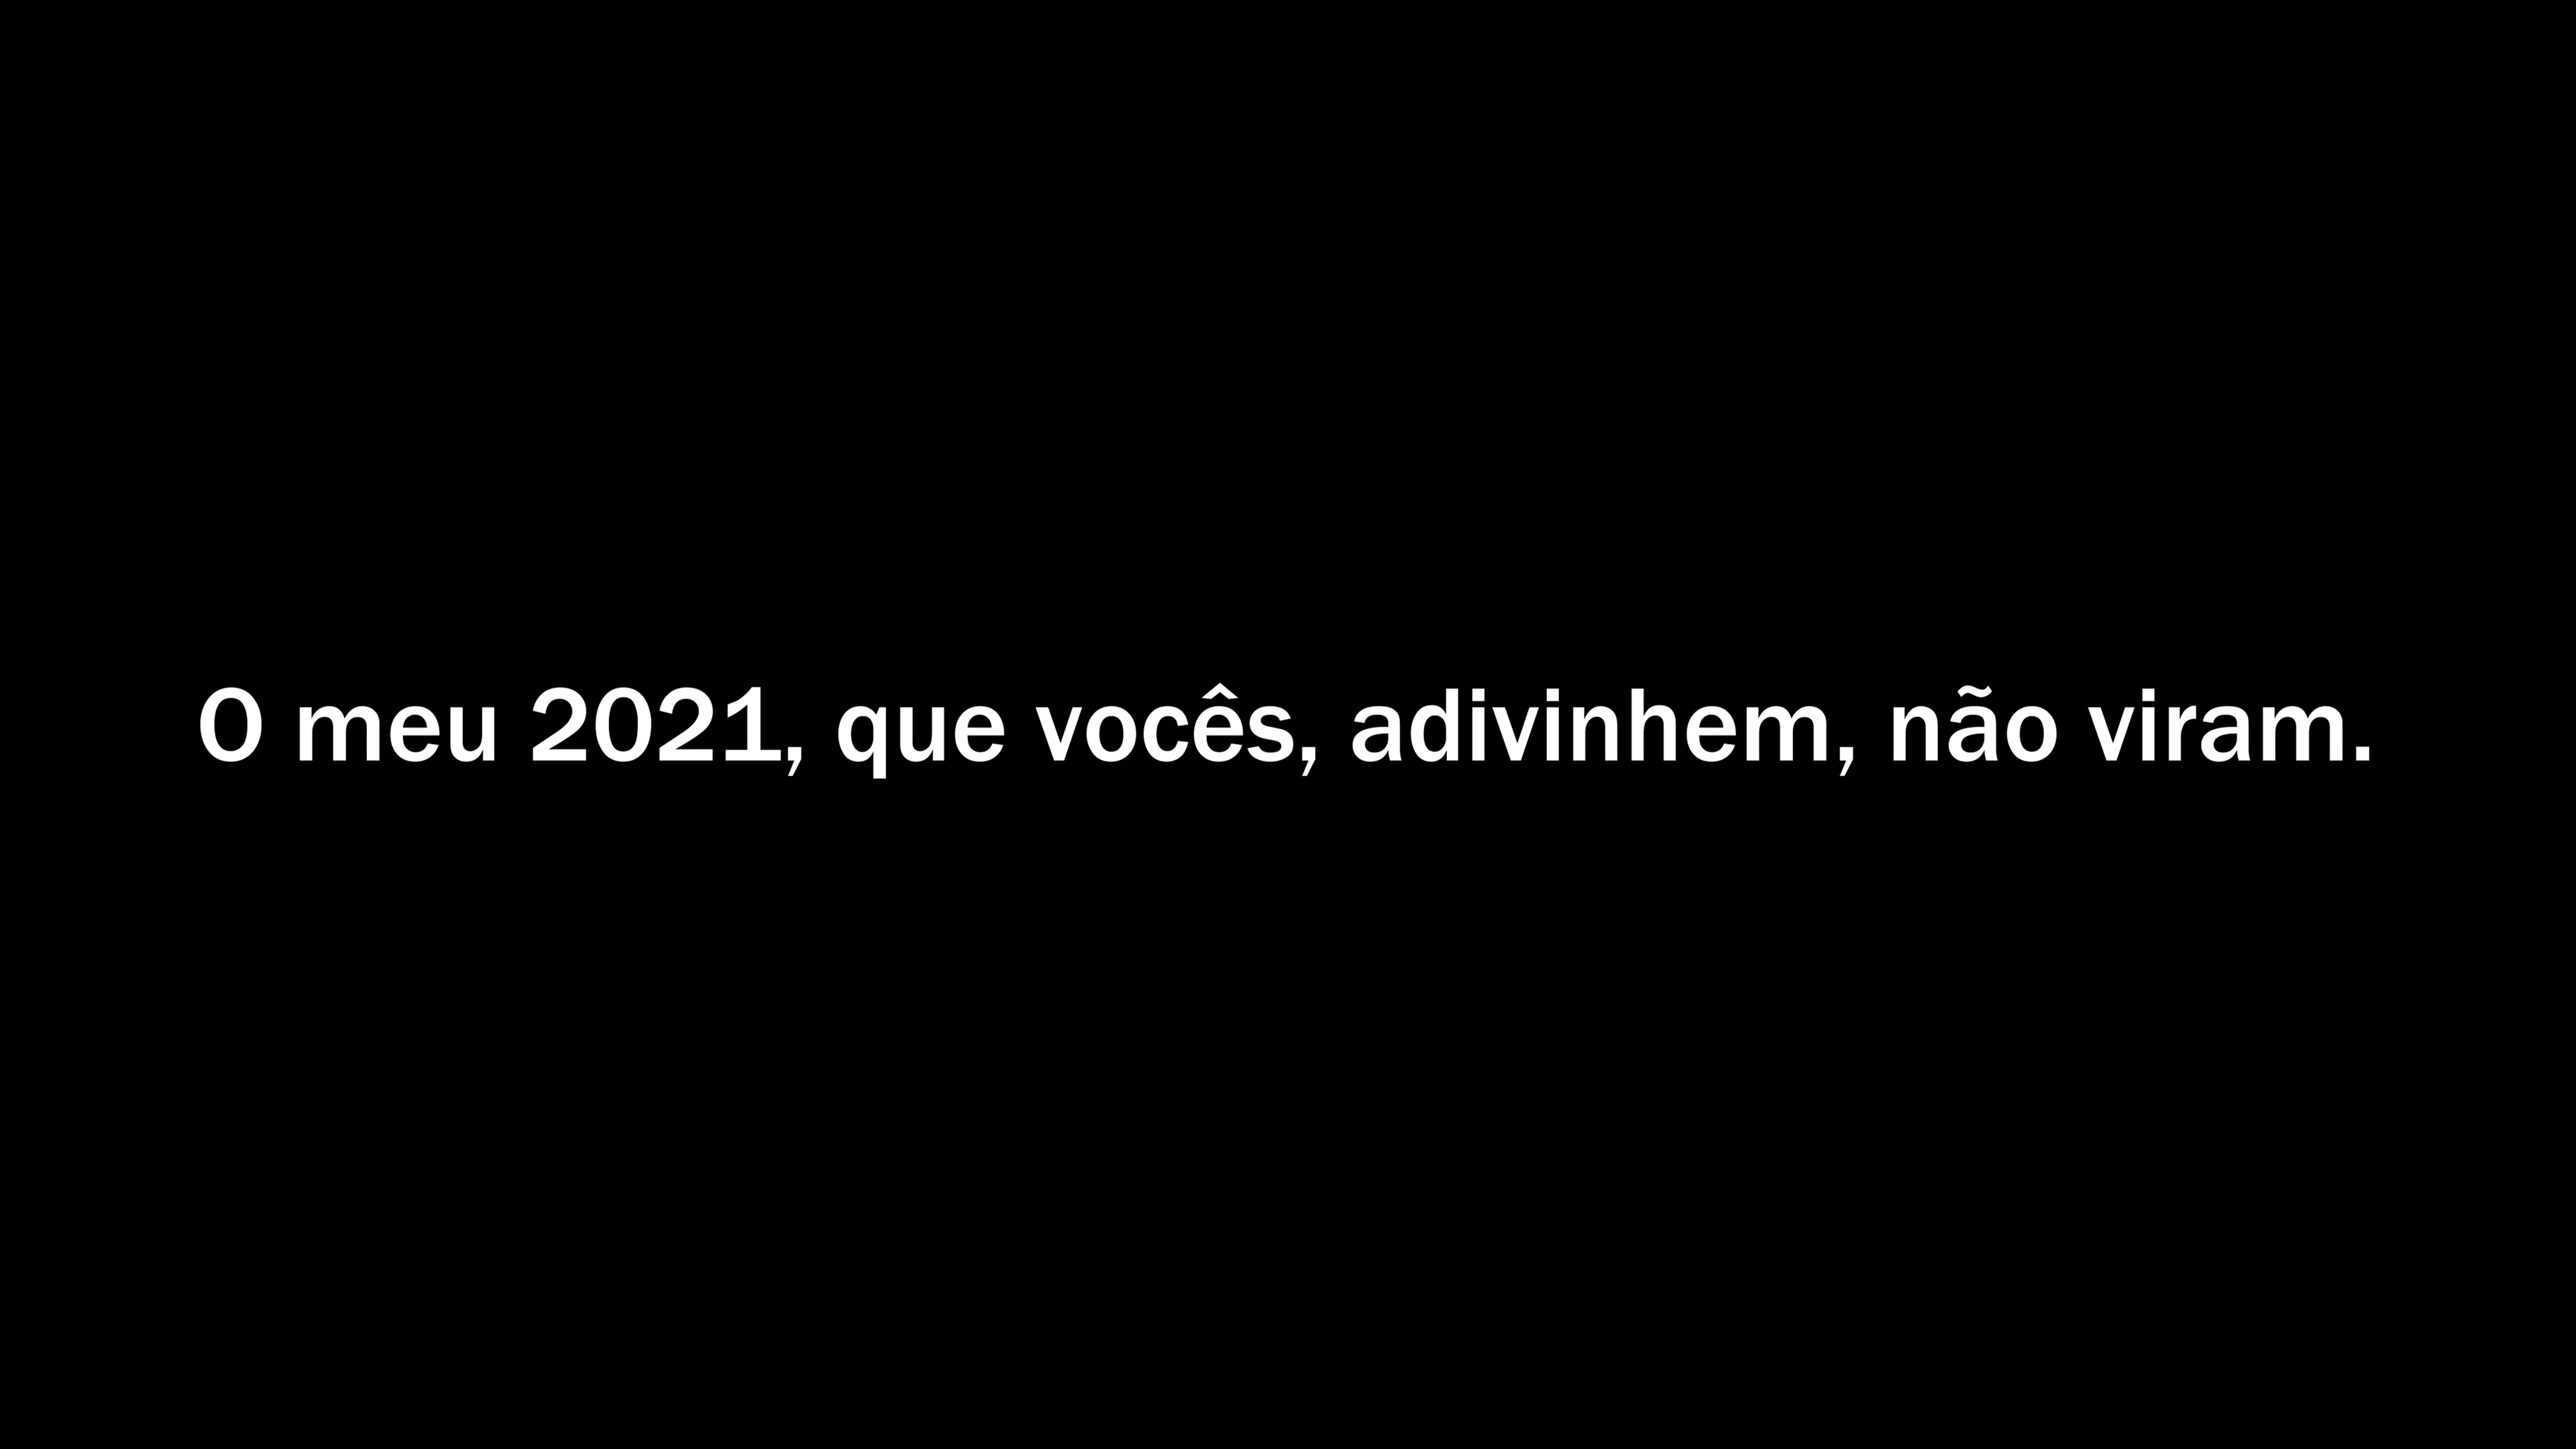 O meu 2021, que vocês, adivinhem, não viram.